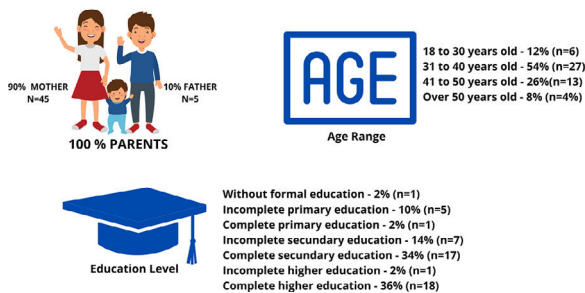 90% MOTHER
N=45
10% FATHER
N=5
100 % PARENTS
AGE
Age Range
18 to 30 years old - 12% (n=6)
31 to 40 years old - 54% (n=27)
41 to 50 years old - 26%(n=13)
Over 50 years old - 8% (n=4%)
Education Level
Without formal education - 2% (n=1)
Incomplete primary education - 10% (n=5)
Complete primary education - 2% (n=1)
Incomplete secundary education - 14% (n=7)
Complete secundary education - 34% (n=17)
Incomplete higher education - 2% (n=1)
Complete higher education - 36% (n=18)